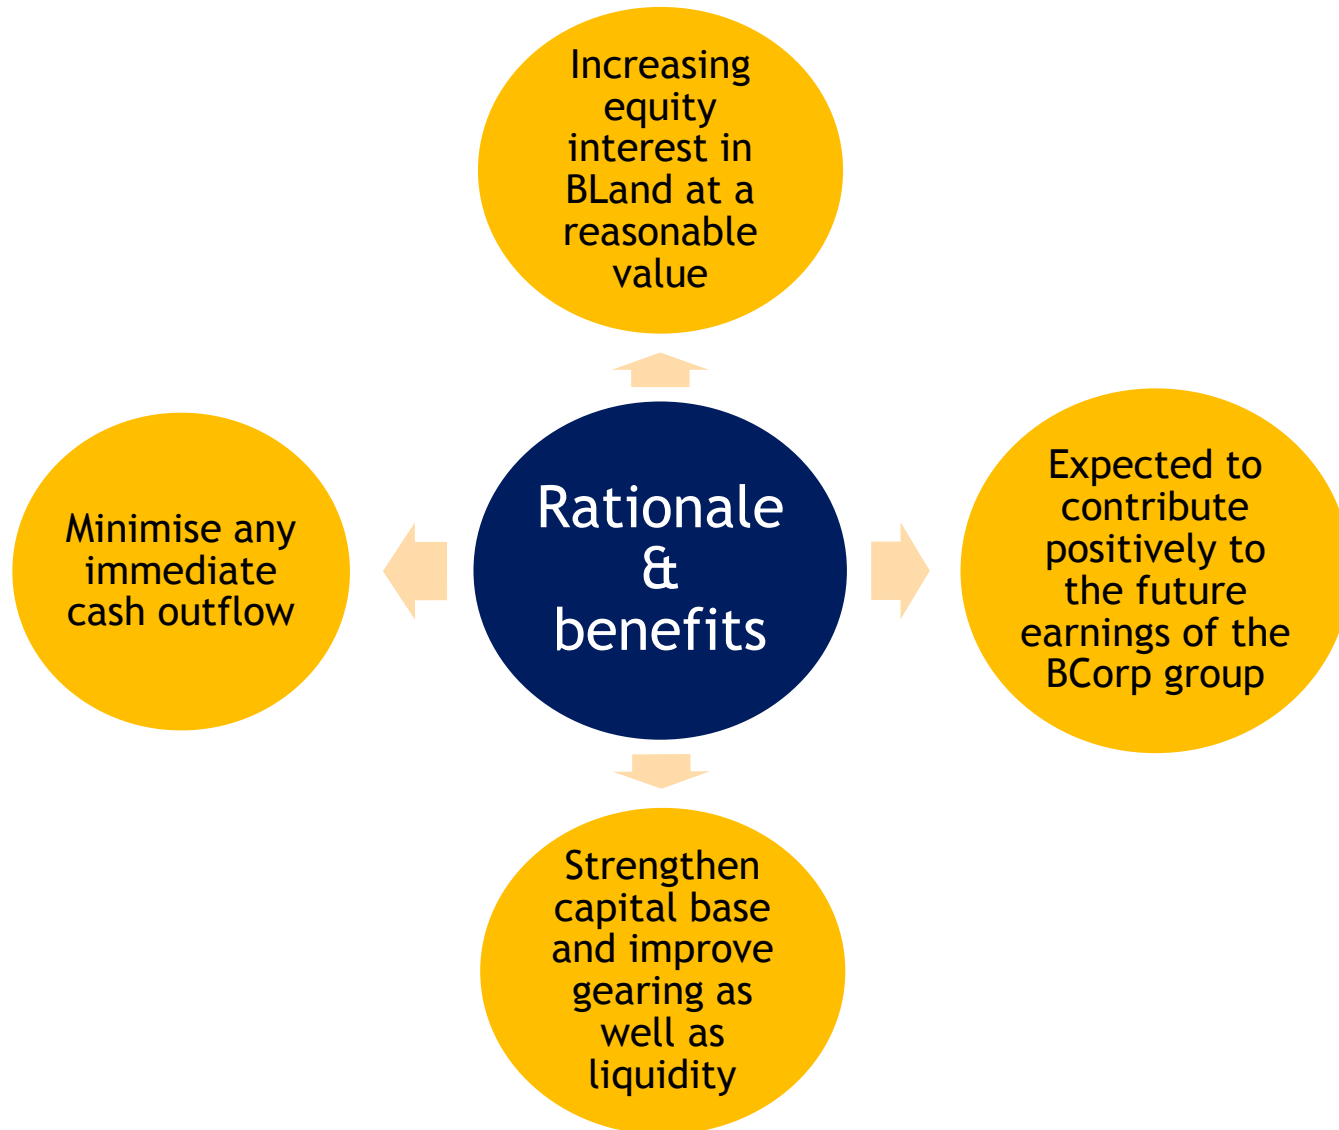 Increasing
equity
interest in
BLand at a
reasonable
value
Minimise any
immediate
cash outflow
Rationale
&
benefits
Expected to
contribute
positively to
the future
earnings of the
BCorp group
Strengthen
capital base
and improve
gearing as
well as
liquidity